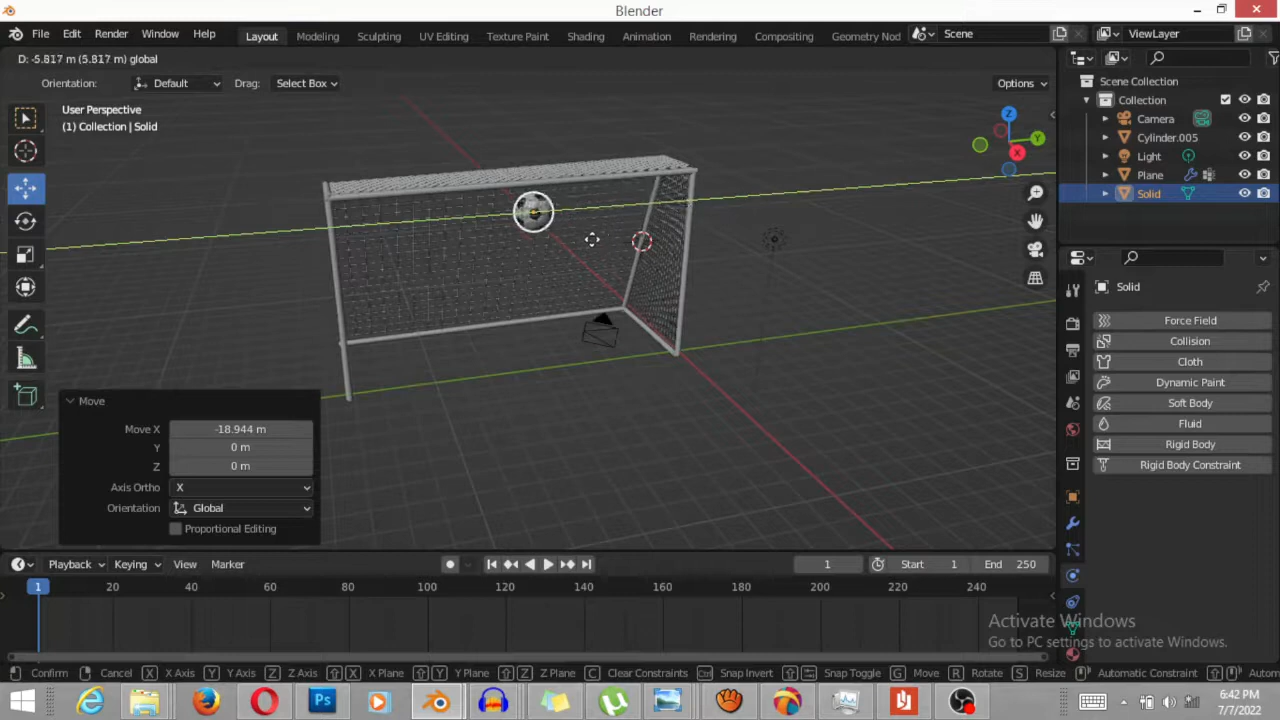 Blender
File Edit Render Window Help Layout Modeling Sculpting UV Editing Texture Paint Shading Animation Rendering Compositing Geometry Nod Scene ViewLayer
D: -5.817 m (5.817 m) global
Orientation: Default Drag: Select Box Options
User Perspective
(1) Collection | Solid
Z
Y
X
Scene Collection
Collection
Camera
Cylinder.005
Light
Plane
Solid
Solid
Force Field
Collision
Cloth
Dynamic Paint
Soft Body
Fluid
Rigid Body
Rigid Body Constraint
Move
Move X -18.944 m
Y 0 m
Z 0 m
Axis Ortho X
Orientation Global
Proportional Editing
Playback Keying View Marker 1 Start 1 End 250
1 20 40 60 80 100 120 140 160 180 200 220 240
Activate Windows
Go to PC settings to activate Windows.
Confirm Cancel X X Axis Y Y Axis Z Z Axis X X Plane Y Y Plane Z Z Plane C Clear Constraints Ctrl Snap Invert Snap Toggle G Move R Rotate S Resize Automatic Constraint Autom
Ps
6:42 PM
7/7/2022